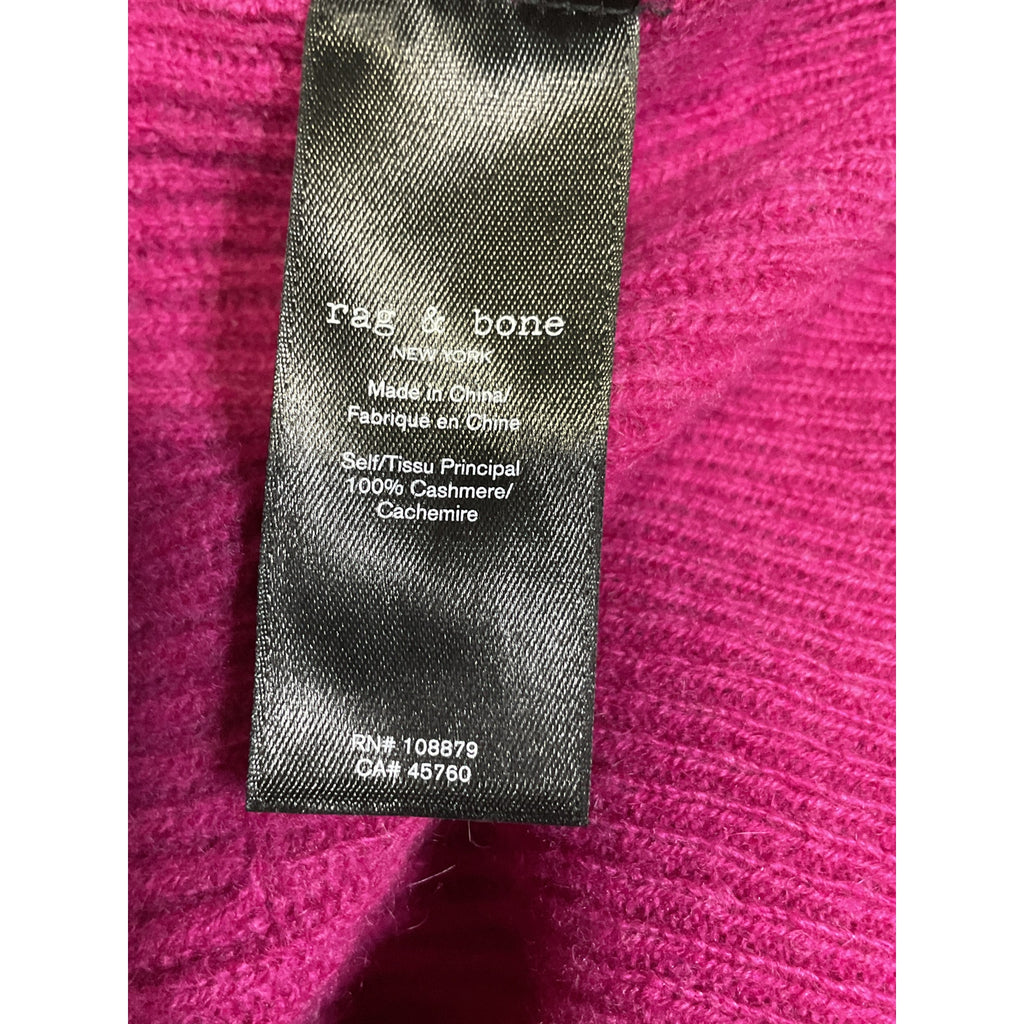 rag & bone
NEW YORK
Made in China/
Fabriqué en Chine
Self/Tissu Principal
100% Cashmere/
Cachemire
RN# 108879
CA# 45760